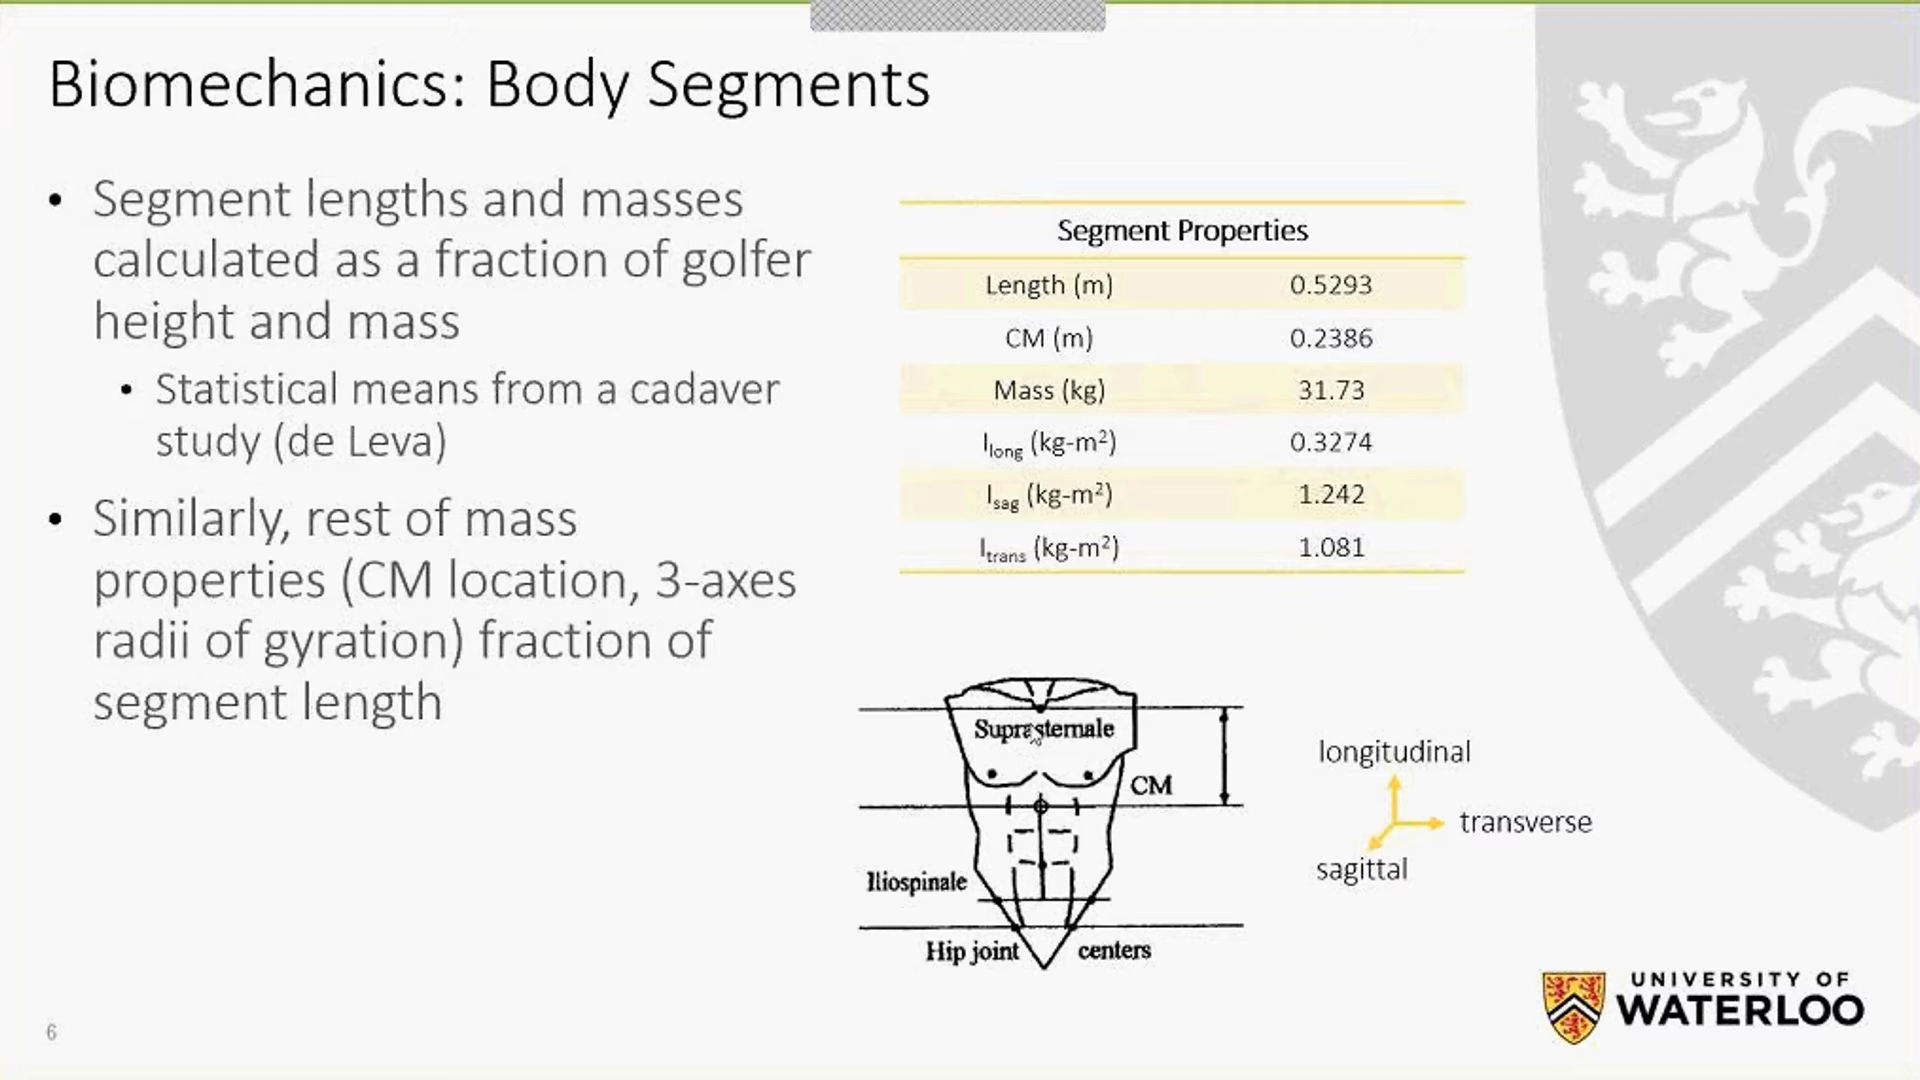 Biomechanics: Body Segments
• Segment lengths and masses
calculated as a fraction of golfer
height and mass
• Statistical means from a cadaver
study (de Leva)
• Similarly, rest of mass
properties (CM location, 3-axes
radii of gyration) fraction of
segment length
Segment Properties
Length (m) 0.5293
CM (m) 0.2386
Mass (kg) 31.73
Ilong (kg-m²) 0.3274
Isag (kg-m²) 1.242
Itrans (kg-m²) 1.081
Suprasternale
CM
Iliospinale
Hip joint centers
longitudinal
transverse
sagittal
UNIVERSITY OF
WATERLOO
6